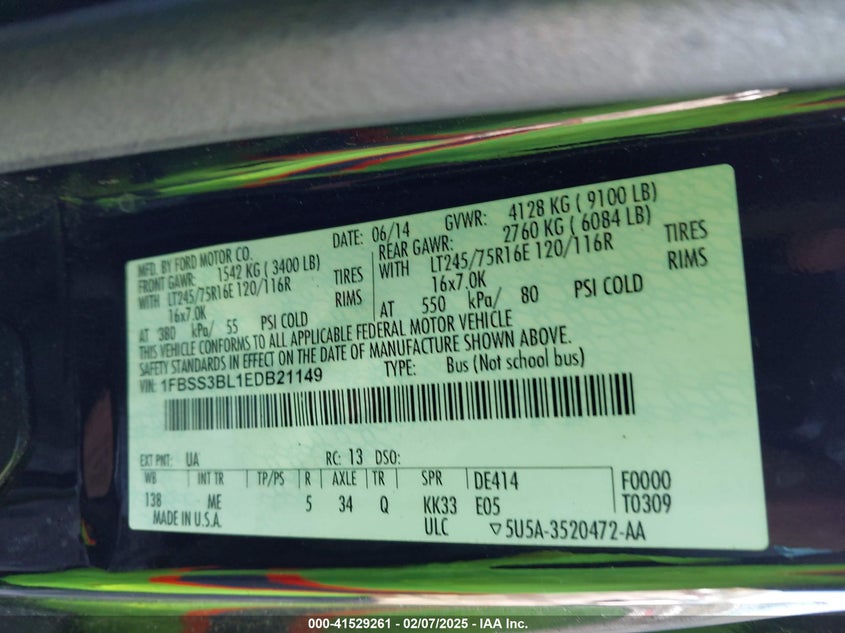 MFD. BY FORD MOTOR CO.
DATE: 06/14 GVWR: 4128 KG ( 9100 LB)
FRONT GAWR: 1542 KG ( 3400 LB)
REAR GAWR: 2760 KG ( 6084 LB)
WITH LT245/75R16E 120/116R TIRES
WITH LT245/75R16E 120/116R TIRES
16x7.0K RIMS
16x7.0K RIMS
AT 380 kPa/ 55 PSI COLD
AT 550 kPa/ 80 PSI COLD
THIS VEHICLE CONFORMS TO ALL APPLICABLE FEDERAL MOTOR VEHICLE
SAFETY STANDARDS IN EFFECT ON THE DATE OF MANUFACTURE SHOWN ABOVE.
VIN: 1FBSS3BL1EDB21149 TYPE: Bus (Not school bus)
EXT PNT: UA RC: 13 DSO:
WB INT TR TP/PS R AXLE TR SPR DE414 F0000
138 ME 5 34 Q KK33 E05 T0309
MADE IN U.S.A. ULC ▽5U5A-3520472-AA
000-41529261 - 02/07/2025 - IAA Inc.